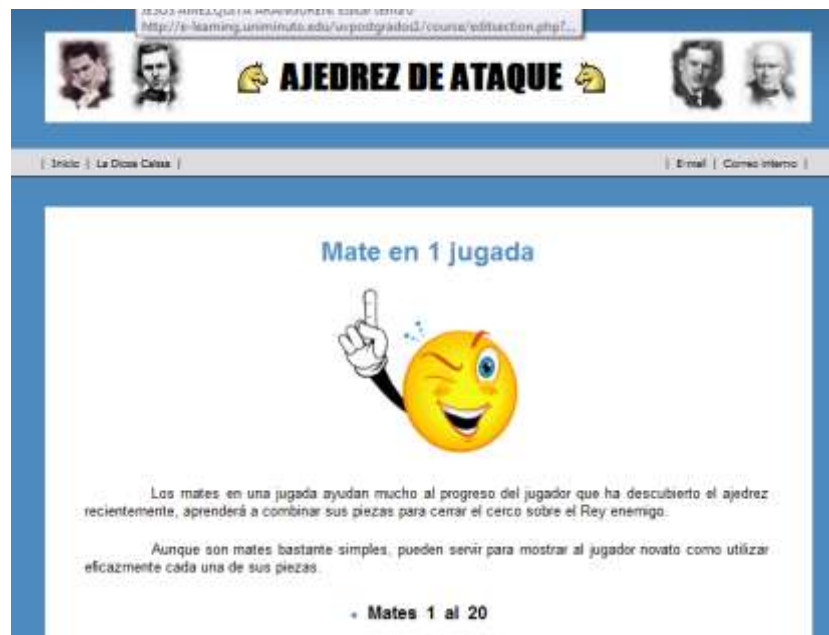 http://e-learning.uniminuto.edu/uvpostgrados1/course/editsection.php?...
AJEDREZ DE ATAQUE
| Inicio | La Diosa Caissa |
| E-mail | Correo interno |
Mate en 1 jugada
Los mates en una jugada ayudan mucho al progreso del jugador que ha descubierto el ajedrez
recientemente, aprenderá a combinar sus piezas para cerrar el cerco sobre el Rey enemigo.
Aunque son mates bastante simples, pueden servir para mostrar al jugador novato como utilizar
eficazmente cada una de sus piezas.
• Mates 1 al 20